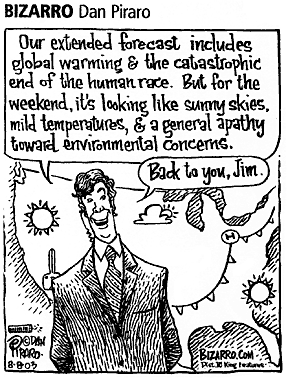 BIZARRO Dan Piraro
Our extended forecast includes
global warming & the catastrophic
end of the human race. But for the
weekend, it's looking like sunny skies,
mild temperatures, & a general apathy
toward environmental concerns.
Back to you, Jim.
H
©DAN
PIRARO.
8-8-03
BIZARRO.COM
Dist. by King Features